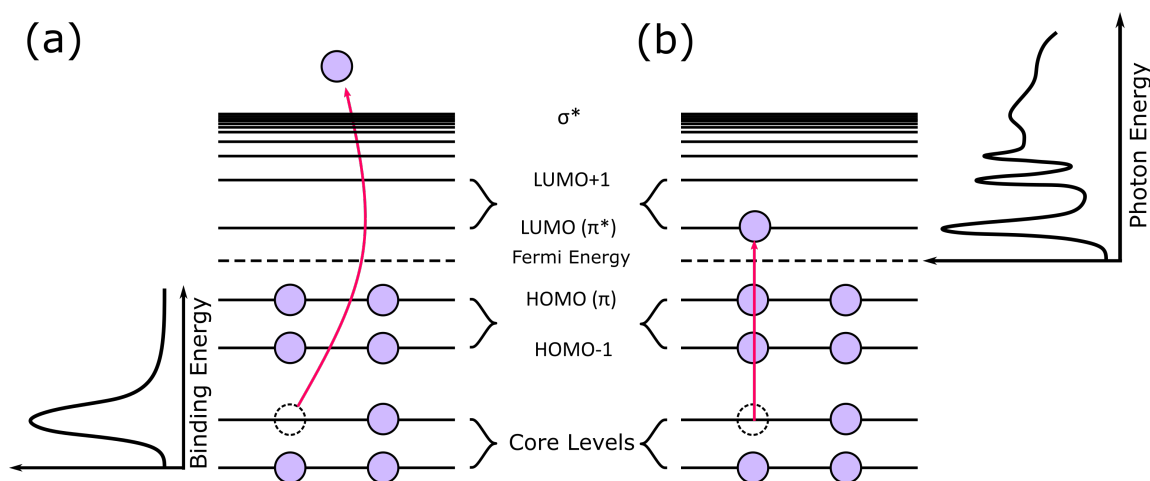 (a)
(b)
σ*
LUMO+1
LUMO (π*)
Fermi Energy
HOMO (π)
HOMO-1
Core Levels
Binding Energy
Photon Energy